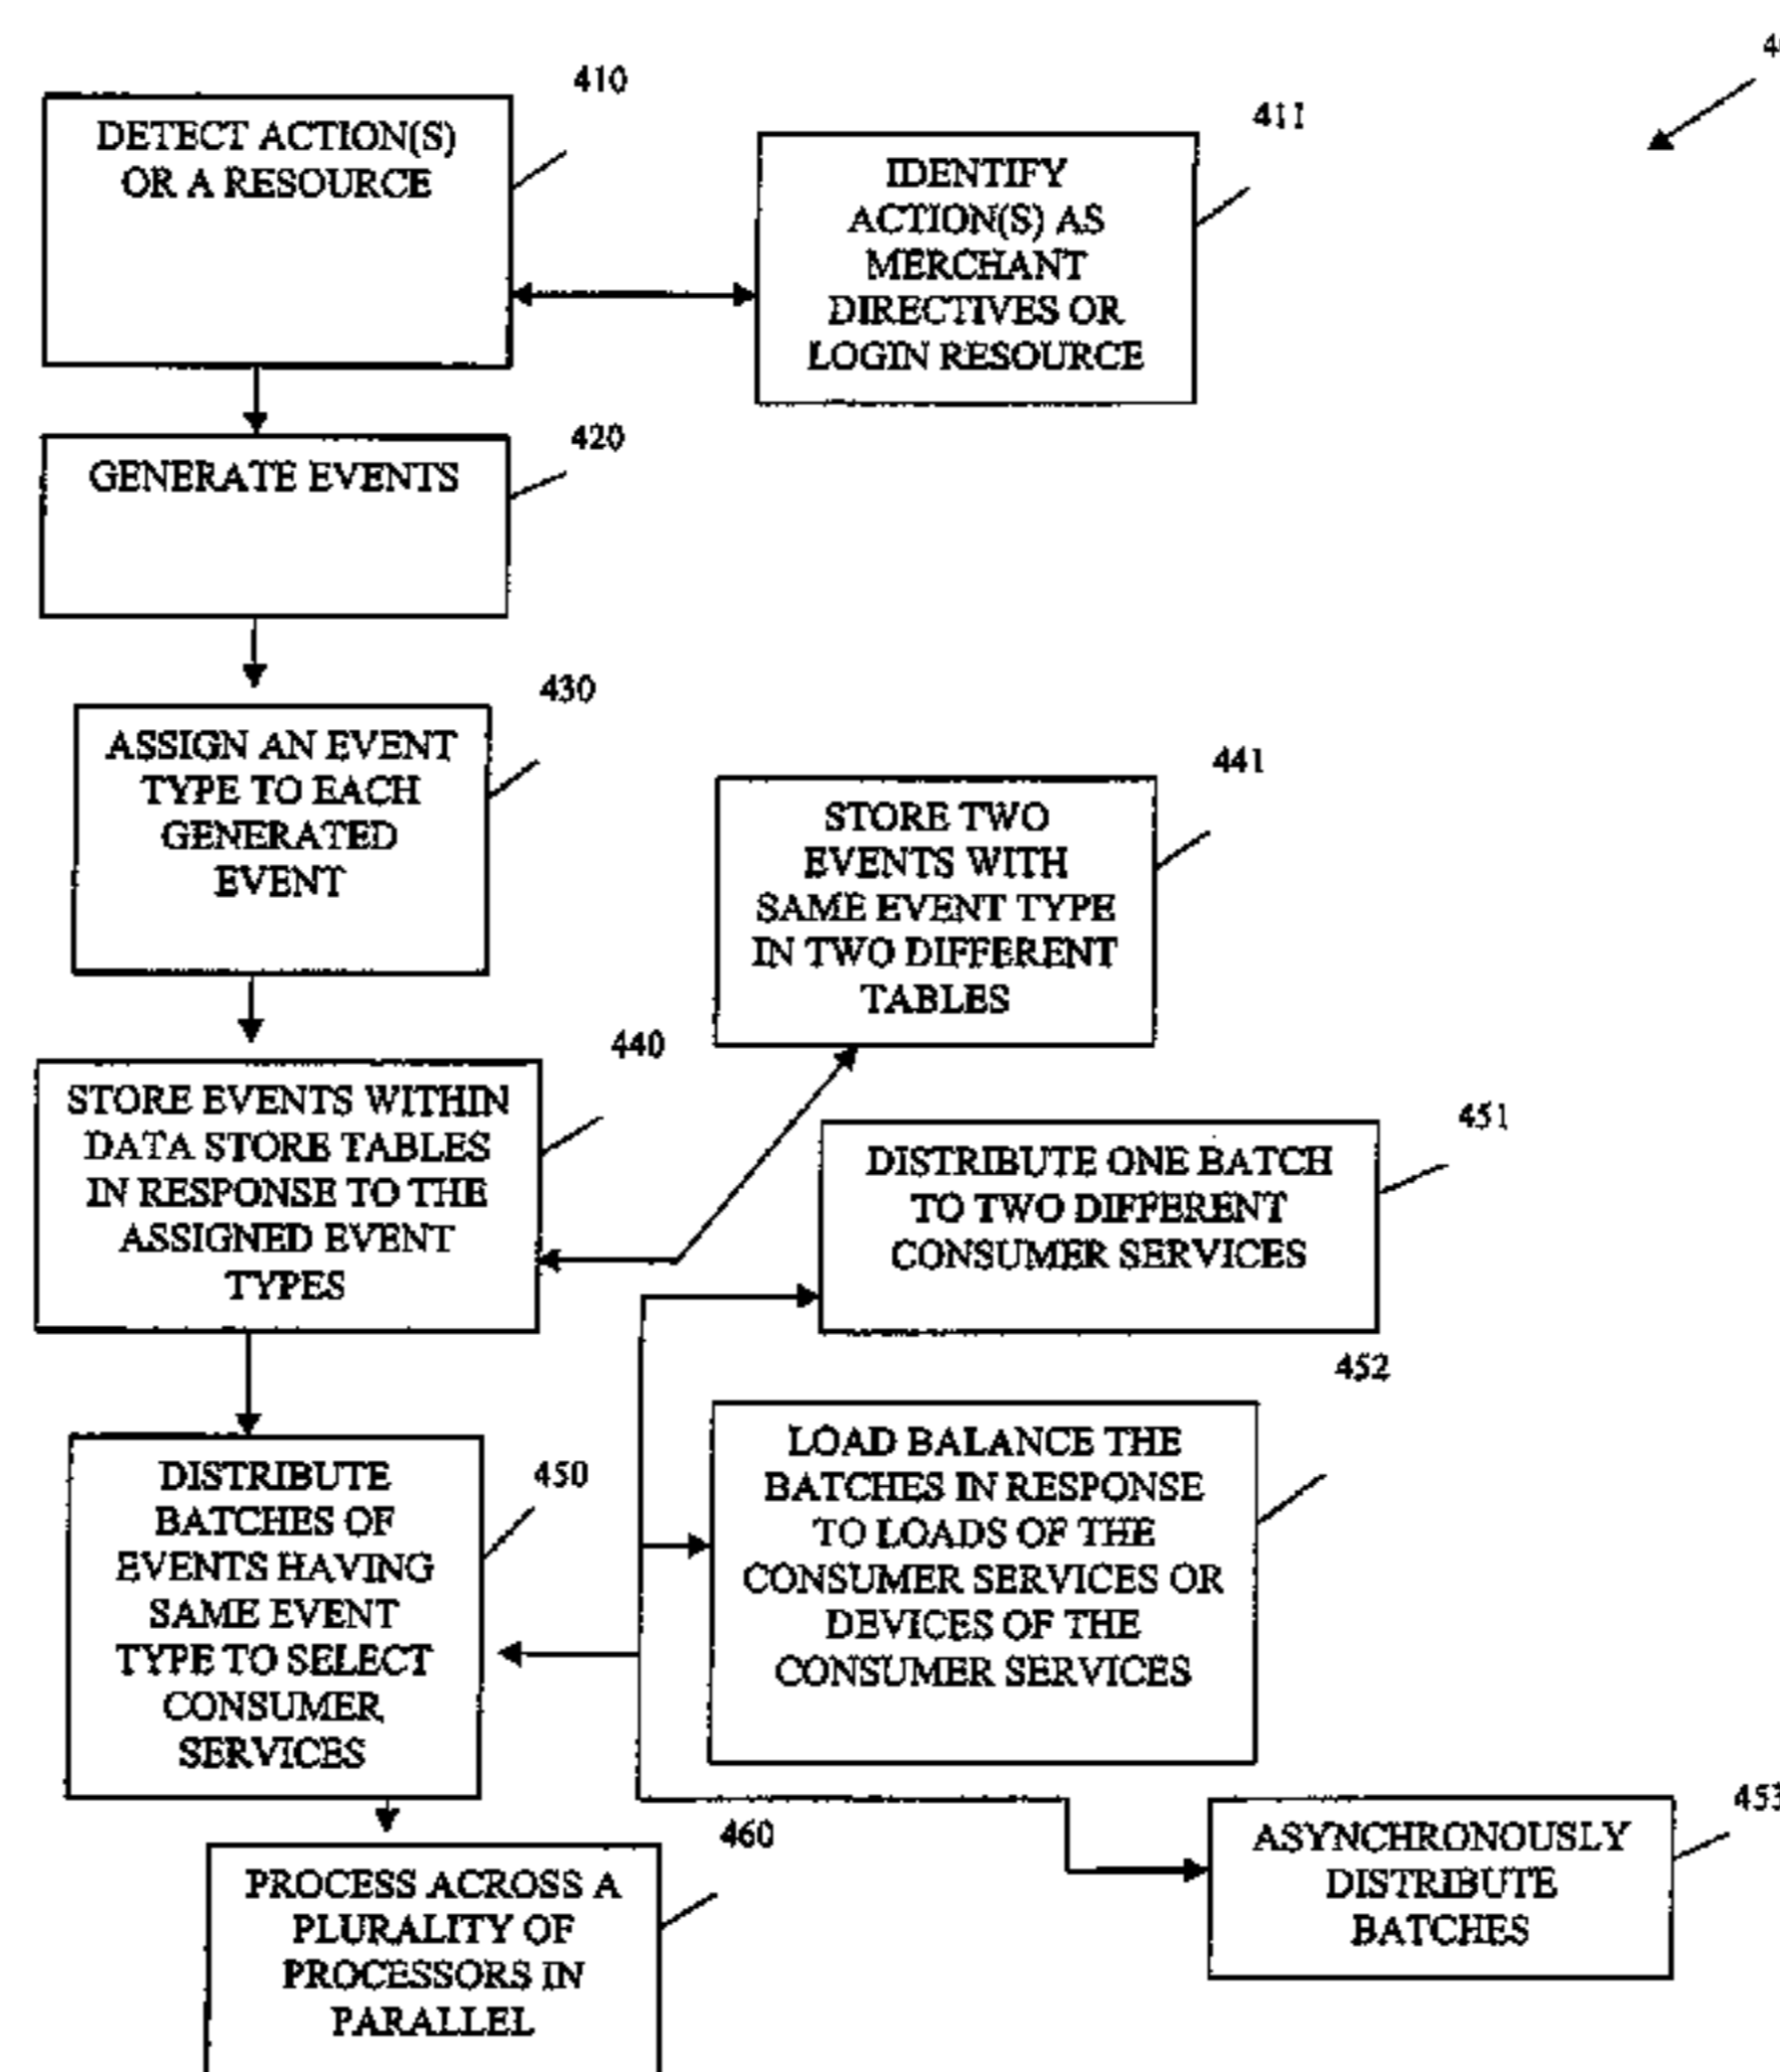 410
DETECT ACTION(S)
OR A RESOURCE
411
IDENTIFY
ACTION(S) AS
MERCHANT
DIRECTIVES OR
LOGIN RESOURCE
420
GENERATE EVENTS
430
ASSIGN AN EVENT
TYPE TO EACH
GENERATED
EVENT
441
STORE TWO
EVENTS WITH
SAME EVENT TYPE
IN TWO DIFFERENT
TABLES
440
STORE EVENTS WITHIN
DATA STORE TABLES
IN RESPONSE TO THE
ASSIGNED EVENT
TYPES
451
DISTRIBUTE ONE BATCH
TO TWO DIFFERENT
CONSUMER SERVICES
452
LOAD BALANCE THE
BATCHES IN RESPONSE
TO LOADS OF THE
CONSUMER SERVICES OR
DEVICES OF THE
CONSUMER SERVICES
450
DISTRIBUTE
BATCHES OF
EVENTS HAVING
SAME EVENT
TYPE TO SELECT
CONSUMER
SERVICES
453
ASYNCHRONOUSLY
DISTRIBUTE
BATCHES
460
PROCESS ACROSS A
PLURALITY OF
PROCESSORS IN
PARALLEL